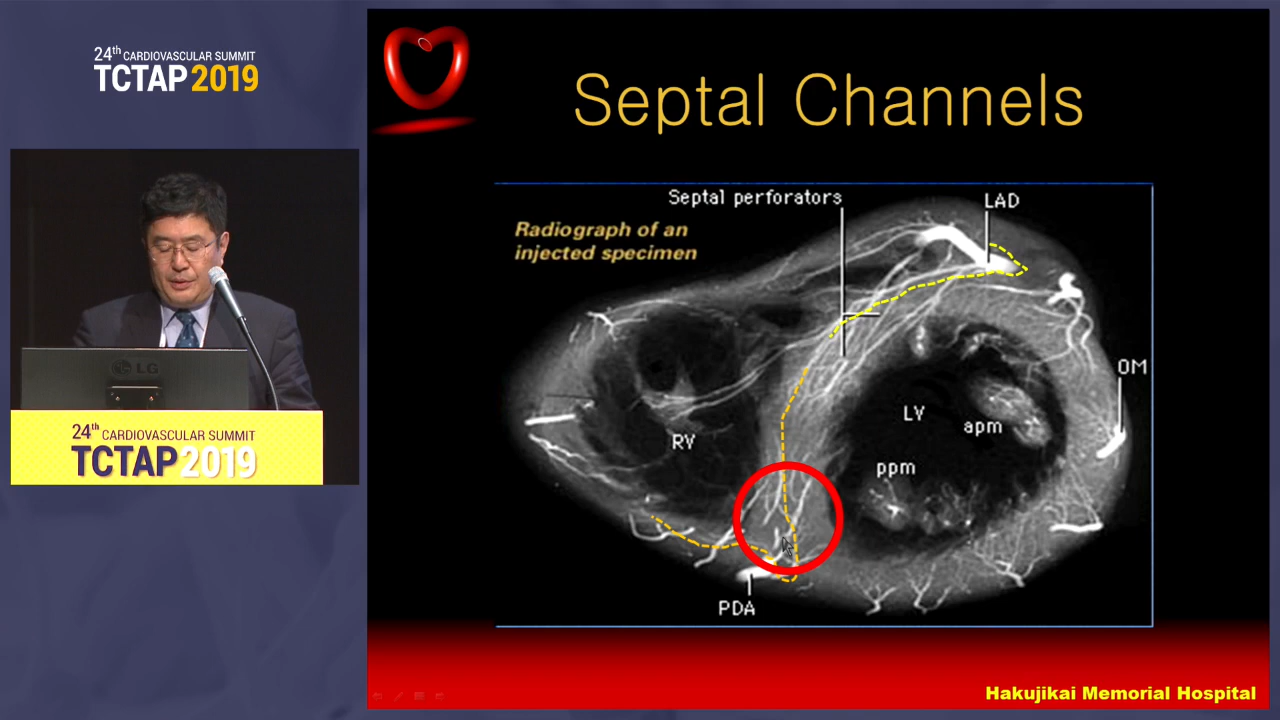 24th CARDIOVASCULAR SUMMIT
TCTAP 2019
LG
24th CARDIOVASCULAR SUMMIT
TCTAP 2019
Septal Channels
Septal perforators
LAD
Radiograph of an
injected specimen
OM
LV
apm
RV
ppm
PDA
Hakujikai Memorial Hospital